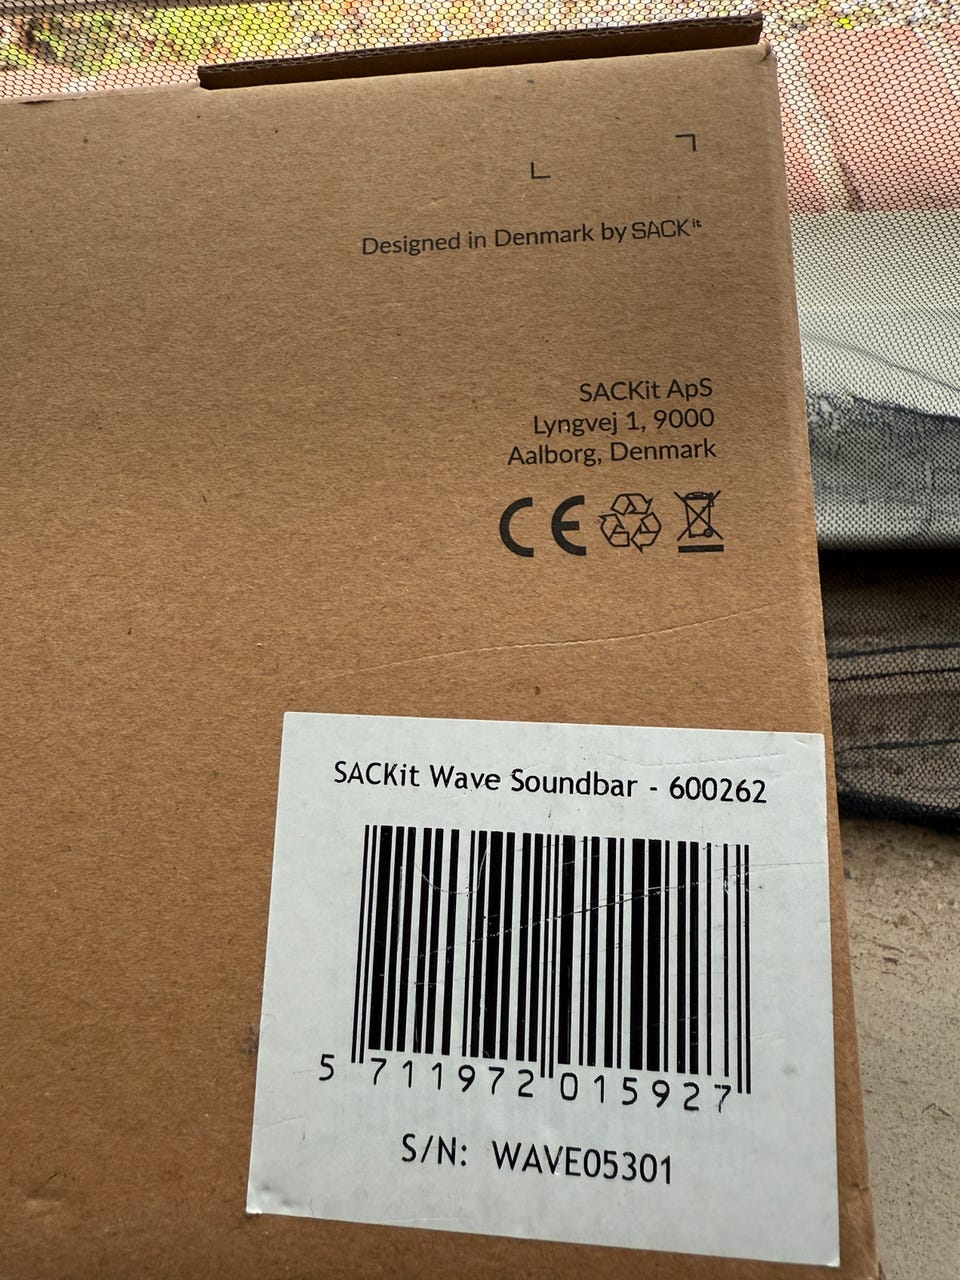 Designed in Denmark by SACKit
SACKit ApS
Lyngvej 1, 9000
Aalborg, Denmark
CE
SACKit Wave Soundbar - 600262
5 711972 015927
S/N: WAVE05301